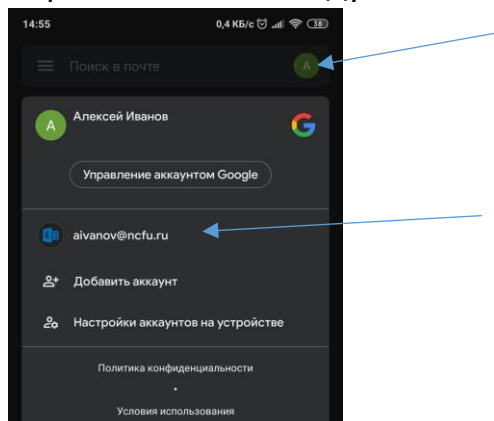 14:55 0,4 КБ/с 38
Поиск в почте A
Алексей Иванов
A G
Управление аккаунтом Google
aivanov@ncfu.ru
Добавить аккаунт
Настройки аккаунтов на устройстве
Политика конфиденциальности
•
Условия использования